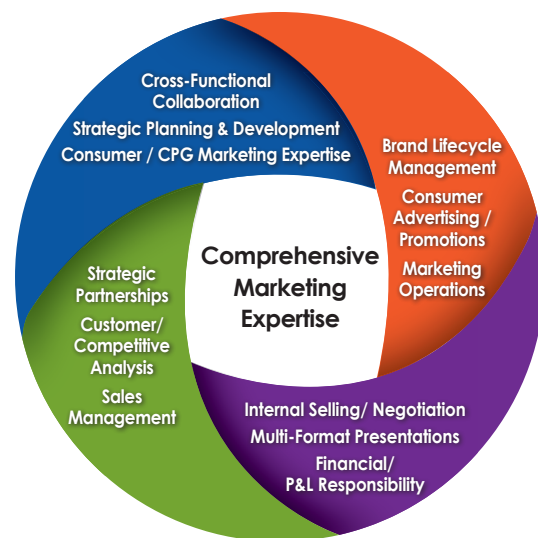 Cross-Functional
Collaboration
Strategic Planning & Development
Consumer / CPG Marketing Expertise
Brand Lifecycle
Management
Consumer
Advertising /
Promotions
Marketing
Operations
Comprehensive
Marketing
Expertise
Strategic
Partnerships
Customer/
Competitive
Analysis
Sales
Management
Internal Selling/ Negotiation
Multi-Format Presentations
Financial/
P&L Responsibility